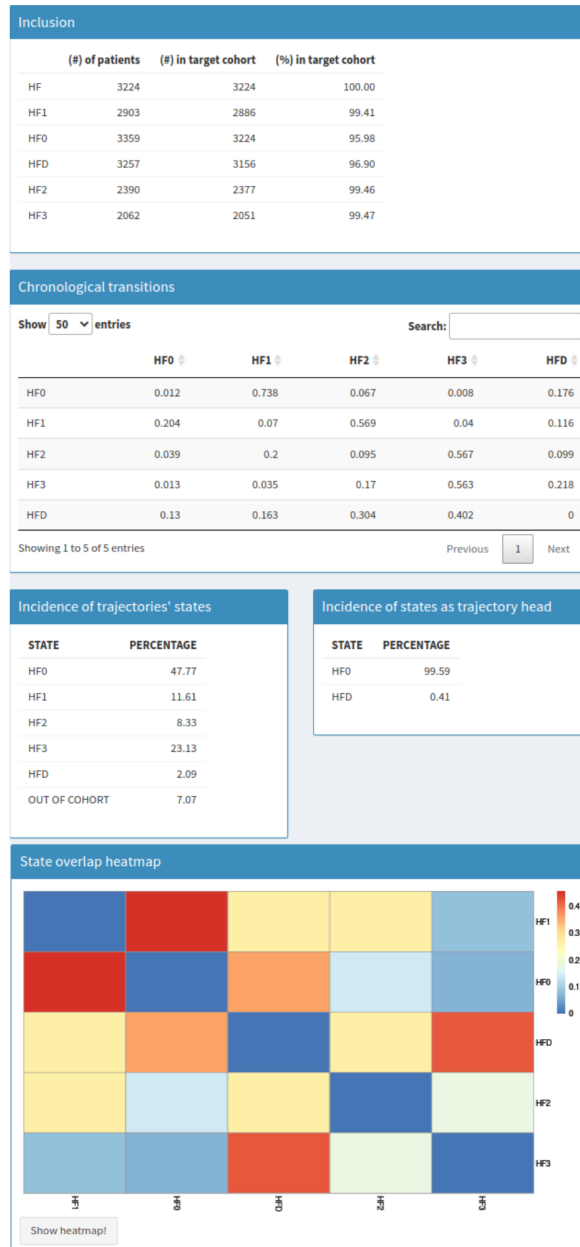 Inclusion
(#) of patients (#) in target cohort (%) in target cohort
HF 3224 3224 100.00
HF1 2903 2886 99.41
HF0 3359 3224 95.98
HFD 3257 3156 96.90
HF2 2390 2377 99.46
HF3 2062 2051 99.47
Chronological transitions
Show 50 entries Search:
HF0 HF1 HF2 HF3 HFD
HF0 0.012 0.738 0.067 0.008 0.176
HF1 0.204 0.07 0.569 0.04 0.116
HF2 0.039 0.2 0.095 0.567 0.099
HF3 0.013 0.035 0.17 0.563 0.218
HFD 0.13 0.163 0.304 0.402 0
Showing 1 to 5 of 5 entries Previous 1 Next
Incidence of trajectories' states
STATE PERCENTAGE
HF0 47.77
HF1 11.61
HF2 8.33
HF3 23.13
HFD 2.09
OUT OF COHORT 7.07
Incidence of states as trajectory head
STATE PERCENTAGE
HF0 99.59
HFD 0.41
State overlap heatmap
HF1
HF0
HFD
HF2
HF3
0.4
0.3
0.2
0.1
0
HF1 HF0 HFD HF2 HF3
Show heatmap!